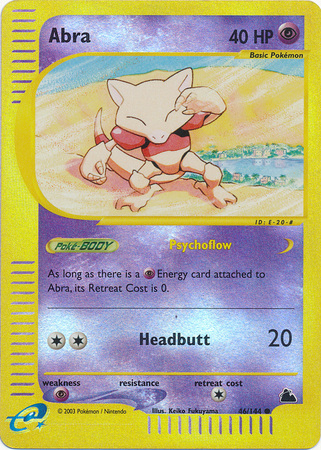 Abra 40 HP
Basic Pokémon
ID: E-20-#
Poké-BODY Psychoflow
As long as there is a Energy card attached to
Abra, its Retreat Cost is 0.
Headbutt 20
weakness resistance retreat cost
© 2003 Pokémon / Nintendo Illus. Keiko Fukuyama 46/144
e